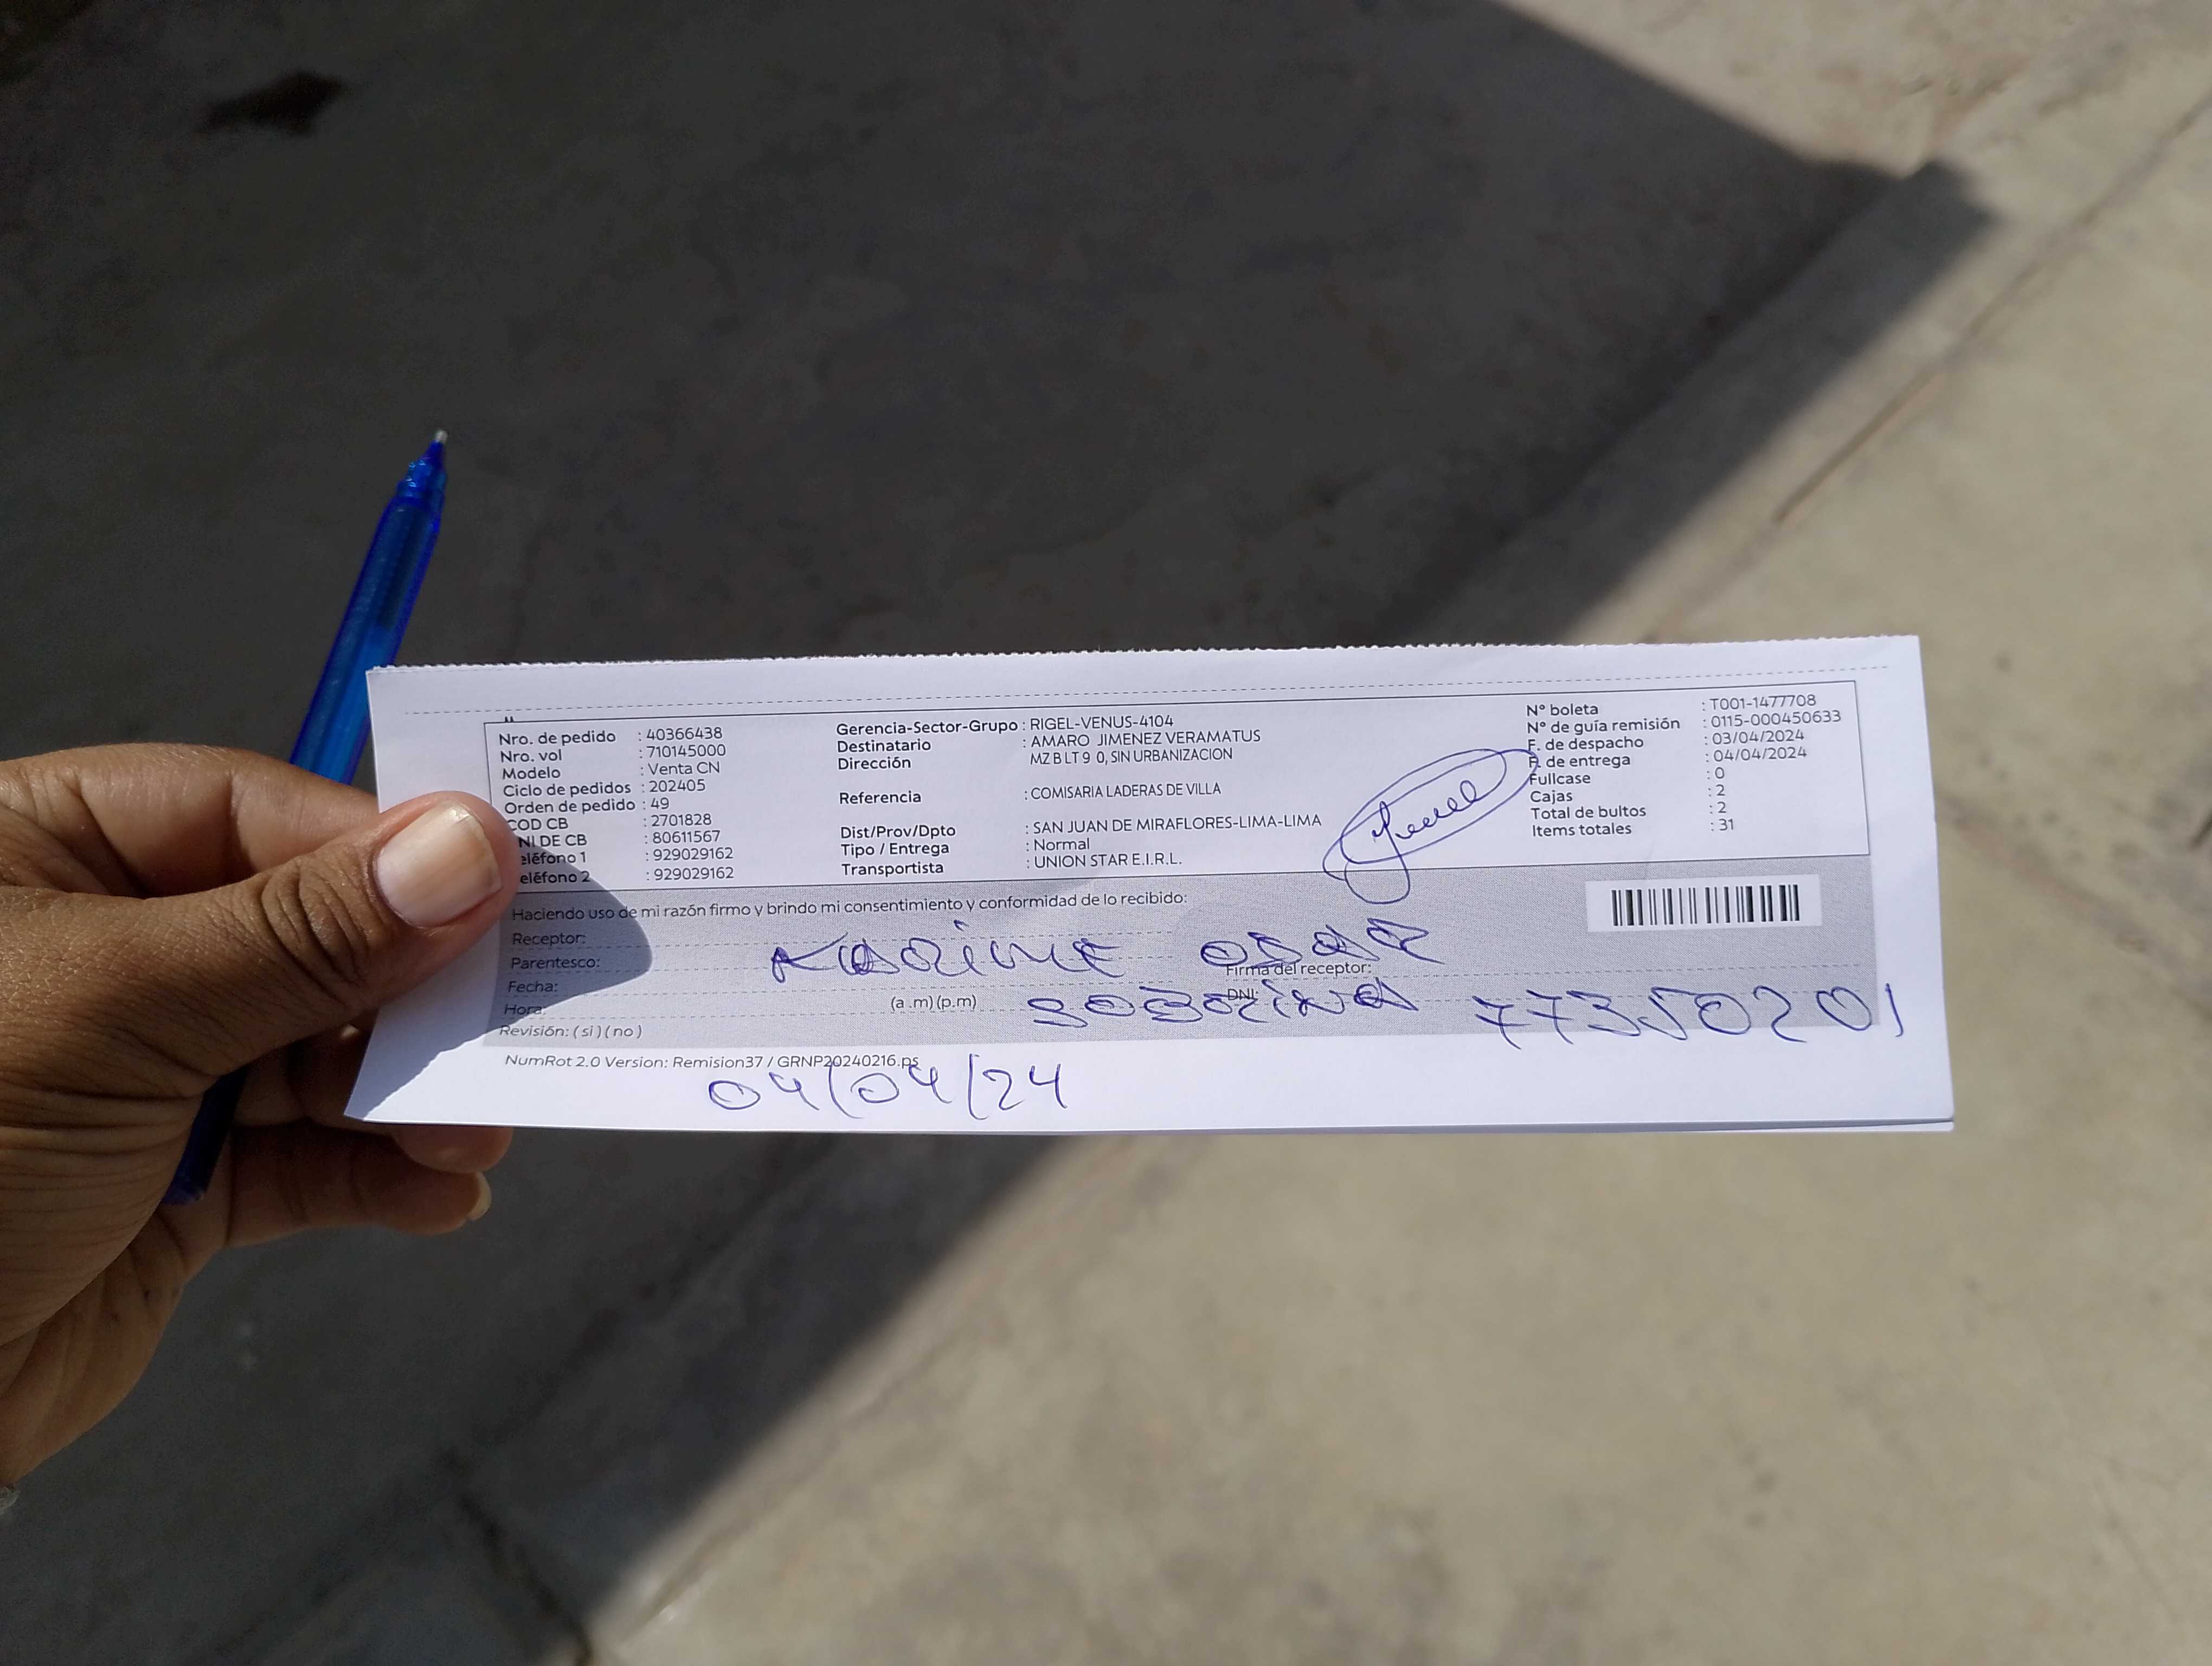 Nro. de pedido : 40366438
Nro. vol : 710145000
Modelo : Venta CN
Ciclo de pedidos : 202405
Orden de pedido : 49
COD CB : 2701828
NI DE CB : 80611567
eléfono 1 : 929029162
eléfono 2 : 929029162
Gerencia-Sector-Grupo : RIGEL-VENUS-4104
Destinatario : AMARO JIMENEZ VERAMATUS
Dirección MZ B LT 9 0, SIN URBANIZACION
Referencia : COMISARIA LADERAS DE VILLA
Dist/Prov/Dpto : SAN JUAN DE MIRAFLORES-LIMA-LIMA
Tipo / Entrega : Normal
Transportista : UNION STAR E.I.R.L.
N° boleta : T001-1477708
N° de guía remisión : 0115-000450633
F. de despacho : 03/04/2024
F. de entrega : 04/04/2024
Fullcase : 0
Cajas : 2
Total de bultos : 2
Items totales : 31
Haciendo uso de mi razón firmo y brindo mi consentimiento y conformidad de lo recibido:
Receptor:
Parentesco:
Firma del receptor:
Fecha:
DNI:
Hora: (a .m) (p.m)
sobrina 77350201
Revisión: ( si ) ( no )
NumRot 2.0 Version: Remision37 / GRNP20240216.ps
04/04/24